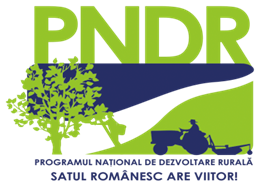 PNDR
PROGRAMUL NAȚIONAL DE DEZVOLTARE RURALĂ
SATUL ROMÂNESC ARE VIITOR!